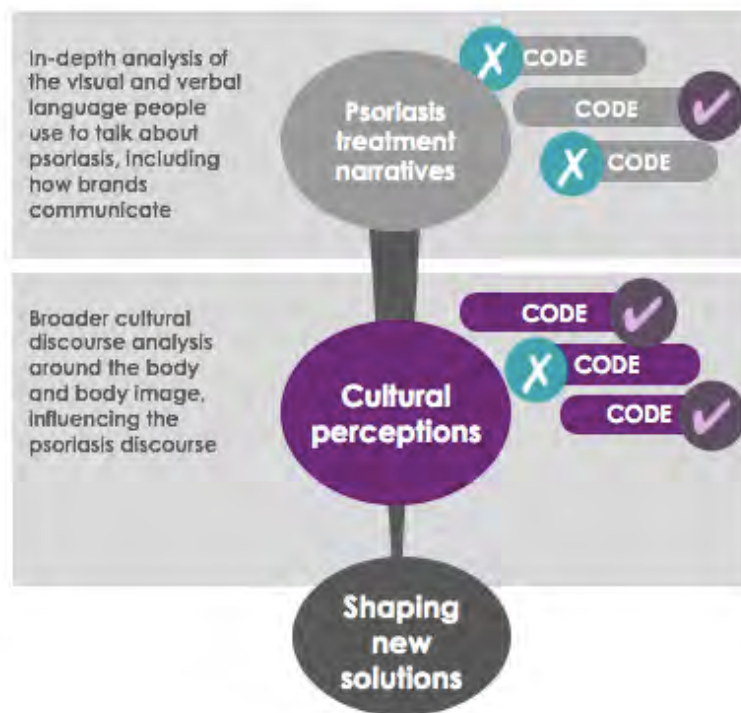 In-depth analysis of
the visual and verbal
language people
use to talk about
psoriasis, including
how brands
communicate
Psoriasis
treatment
narratives
X CODE
CODE ✓
X CODE
Broader cultural
discourse analysis
around the body
and body image,
influencing the
psoriasis discourse
Cultural
perceptions
CODE ✓
X CODE
CODE ✓
Shaping
new
solutions